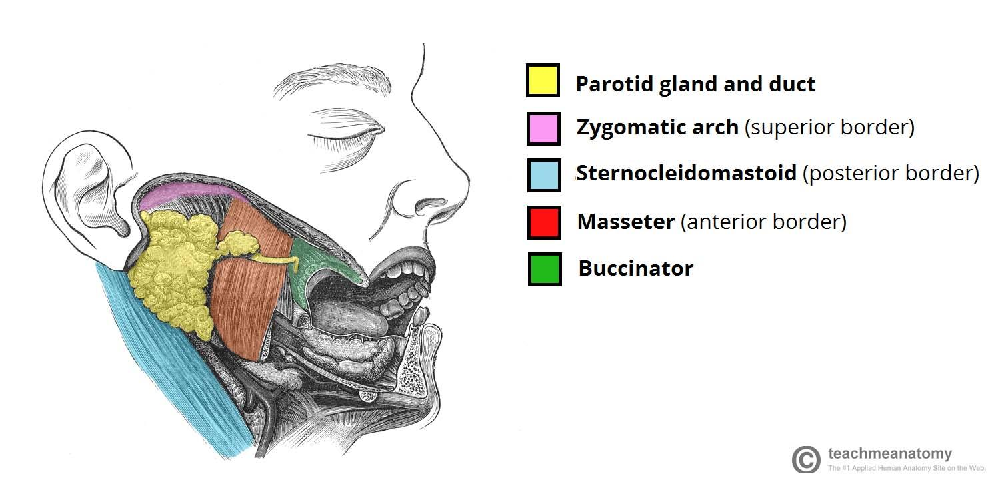 Parotid gland and duct
Zygomatic arch (superior border)
Sternocleidomastoid (posterior border)
Masseter (anterior border)
Buccinator
© teachmeanatomy
The #1 Applied Human Anatomy Site on the Web.